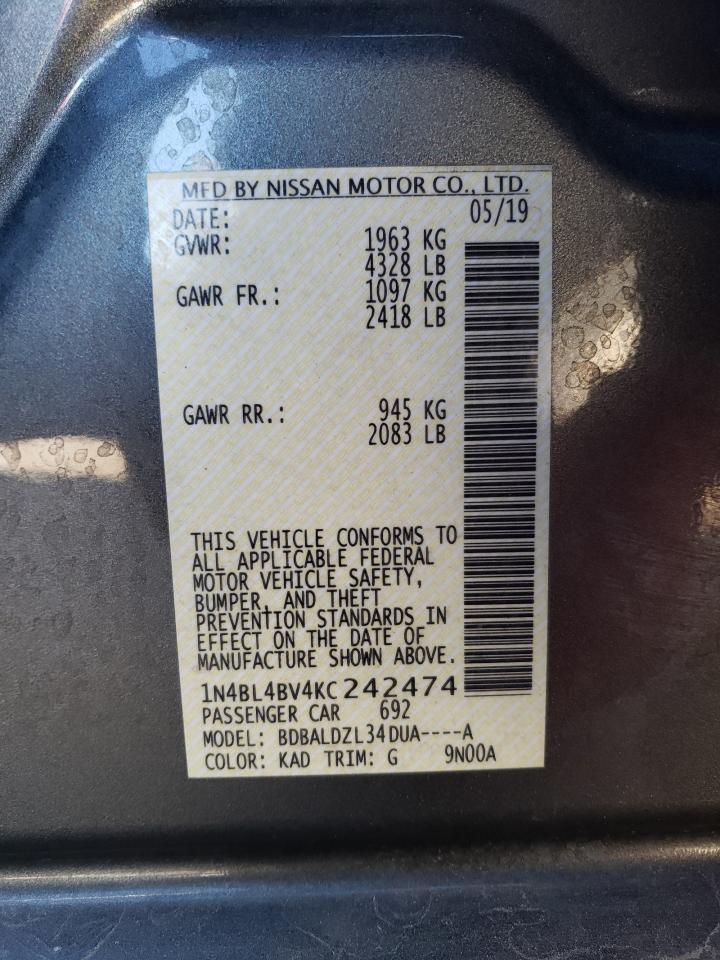 MFD BY NISSAN MOTOR CO., LTD.
DATE: 05/19
GVWR: 1963 KG
4328 LB
GAWR FR.: 1097 KG
2418 LB
GAWR RR.: 945 KG
2083 LB
THIS VEHICLE CONFORMS TO
ALL APPLICABLE FEDERAL
MOTOR VEHICLE SAFETY,
BUMPER, AND THEFT
PREVENTION STANDARDS IN
EFFECT ON THE DATE OF
MANUFACTURE SHOWN ABOVE.
1N4BL4BV4KC242474
PASSENGER CAR 692
MODEL: BDBALDZL34DUA----A
COLOR: KAD TRIM: G 9N00A